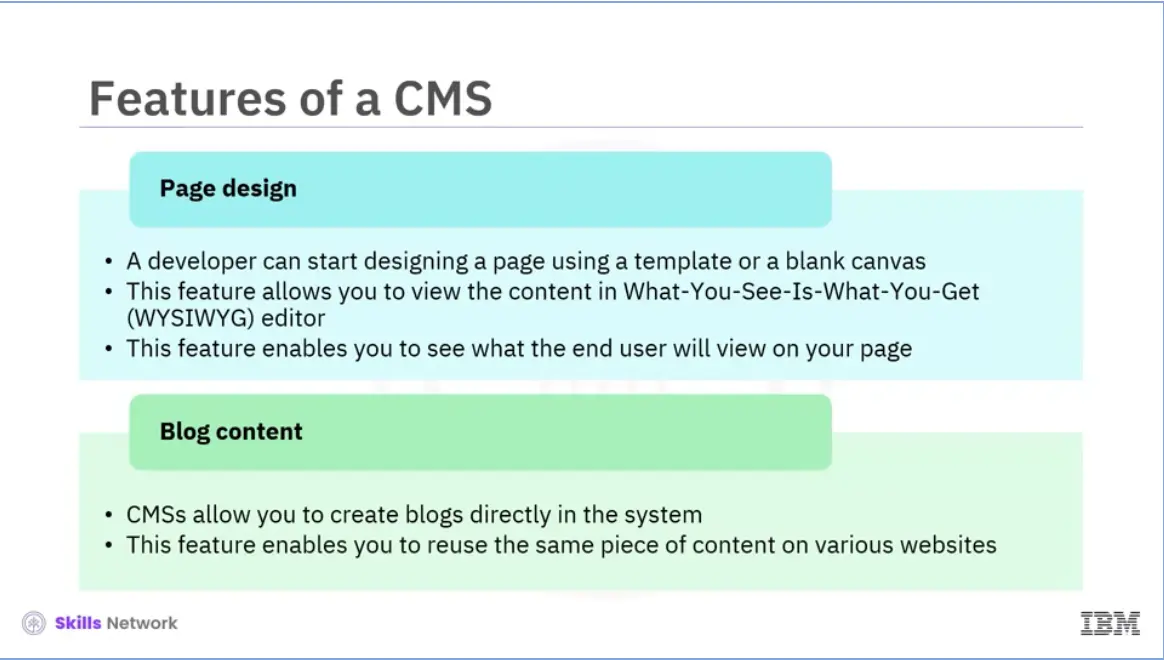 Features of a CMS
Page design
• A developer can start designing a page using a template or a blank canvas
• This feature allows you to view the content in What-You-See-Is-What-You-Get
(WYSIWYG) editor
• This feature enables you to see what the end user will view on your page
Blog content
• CMSs allow you to create blogs directly in the system
• This feature enables you to reuse the same piece of content on various websites
Skills Network
IBM